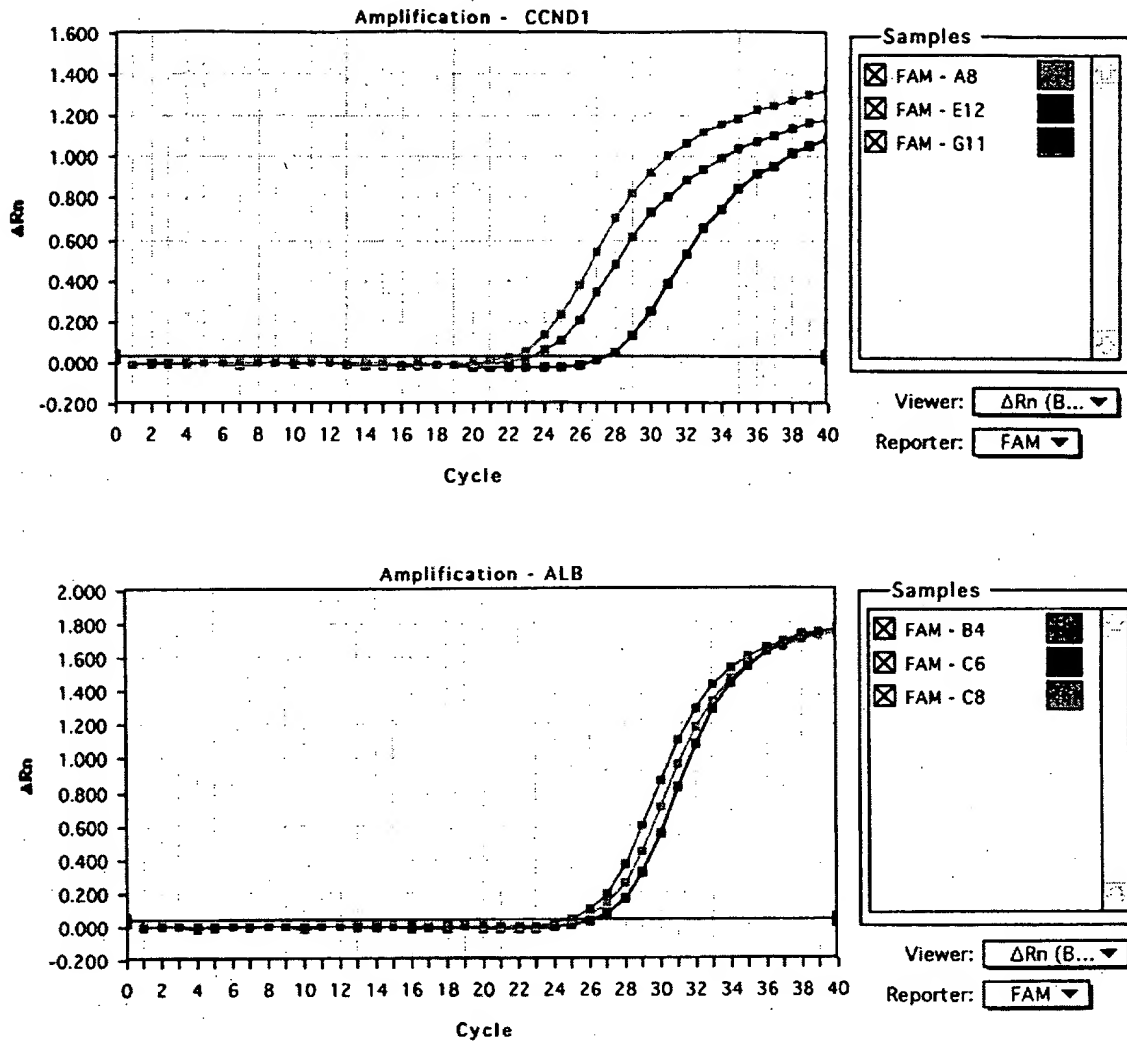 Amplification - CCND1
1.600
1.400
1.200
1.000
0.800
0.600
0.400
0.200
0.000
-0.200
ΔRn
0 2 4 6 8 10 12 14 16 18 20 22 24 26 28 30 32 34 36 38 40
Cycle
Samples
FAM - A8
FAM - E12
FAM - G11
Viewer: ΔRn (B...
Reporter: FAM
Amplification - ALB
2.000
1.800
1.600
1.400
1.200
1.000
0.800
0.600
0.400
0.200
0.000
-0.200
ΔRn
0 2 4 6 8 10 12 14 16 18 20 22 24 26 28 30 32 34 36 38 40
Cycle
Samples
FAM - B4
FAM - C6
FAM - C8
Viewer: ΔRn (B...
Reporter: FAM